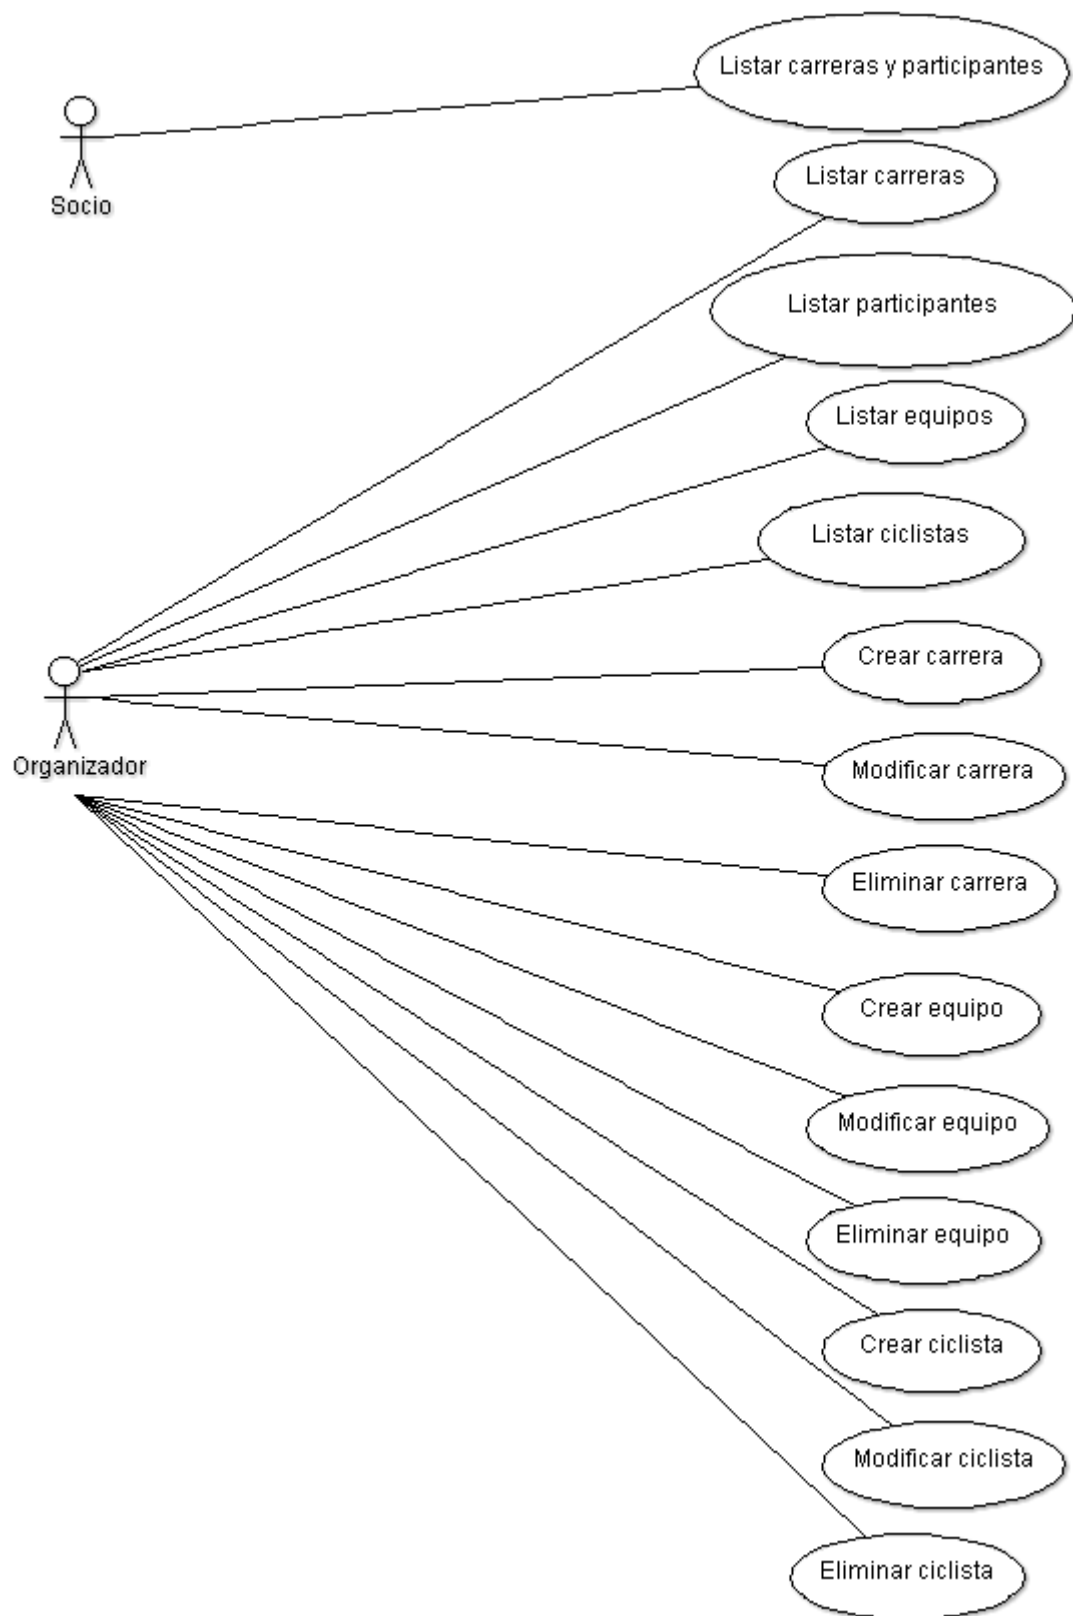 Listar carreras y participantes
Socio
Listar carreras
Listar participantes
Listar equipos
Listar ciclistas
Crear carrera
Organizador
Modificar carrera
Eliminar carrera
Crear equipo
Modificar equipo
Eliminar equipo
Crear ciclista
Modificar ciclista
Eliminar ciclista